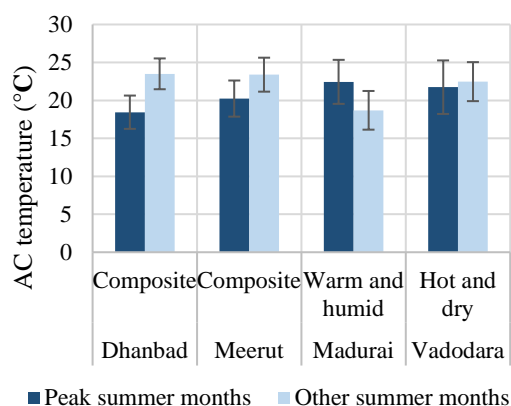 AC temperature (°C)
30
25
20
15
10
5
0
Composite Composite Warm and Hot and
humid dry
Dhanbad Meerut Madurai Vadodara
Peak summer months Other summer months